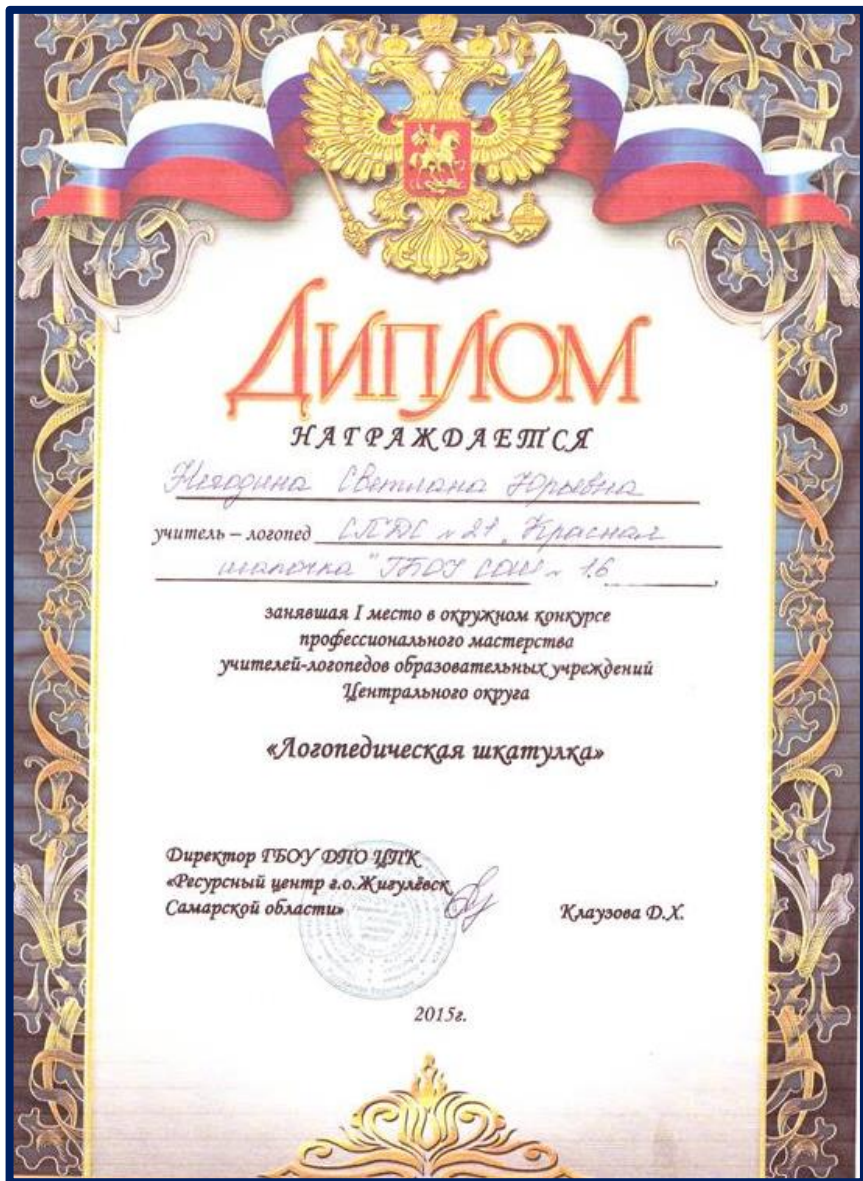 Диплом
НАГРАЖДАЕТСЯ
Светлана Юрьевна
учитель – логопед СПДС № 21 „Красная
шапочка" ГБОУ СОШ № 16,
занявшая I место в окружном конкурсе
профессионального мастерства
учителей-логопедов образовательных учреждений
Центрального округа
«Логопедическая шкатулка»
Директор ГБОУ ДПО ЦПК
«Ресурсный центр г.о.Жигулёвск
Самарской области»
Клаузова Д.Х.
2015г.